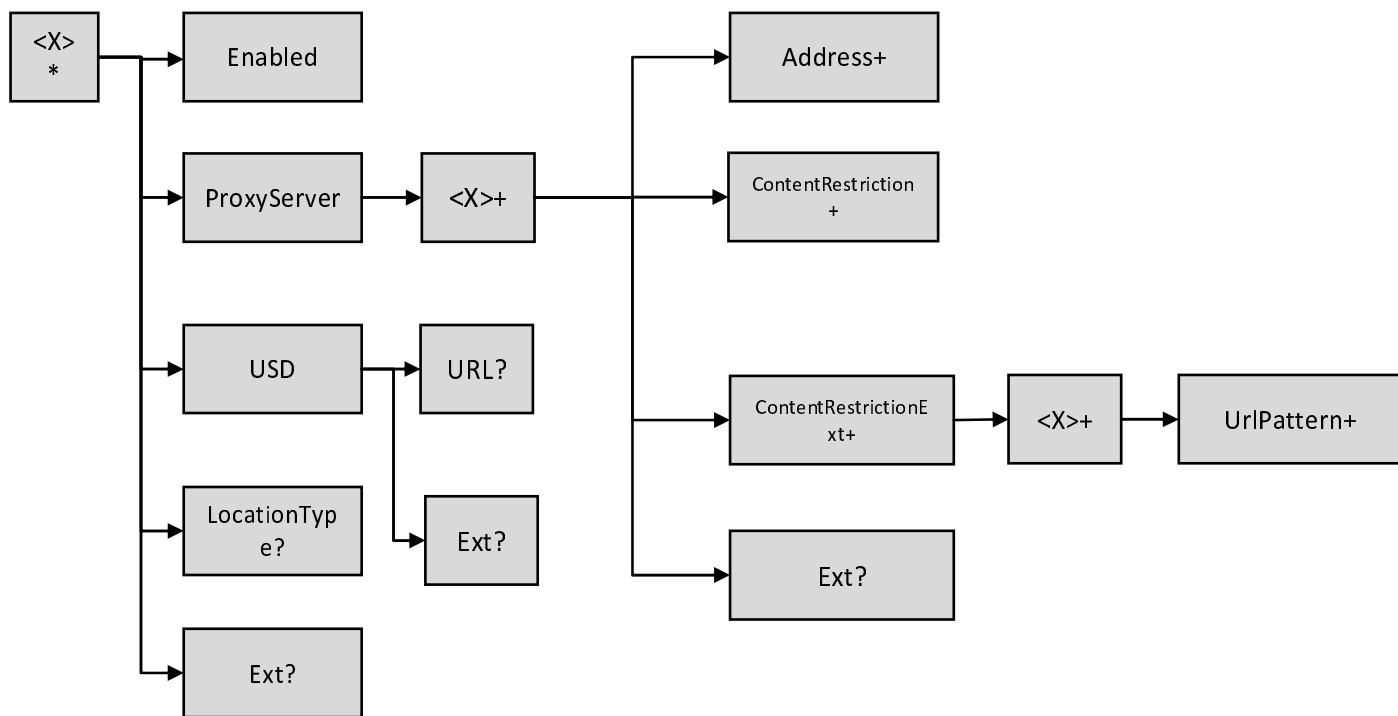 <X>
*
Enabled
Address+
ProxyServer
<X>+
ContentRestriction
+
USD
URL?
ContentRestrictionE
xt+
<X>+
UrlPattern+
LocationTyp
e?
Ext?
Ext?
Ext?